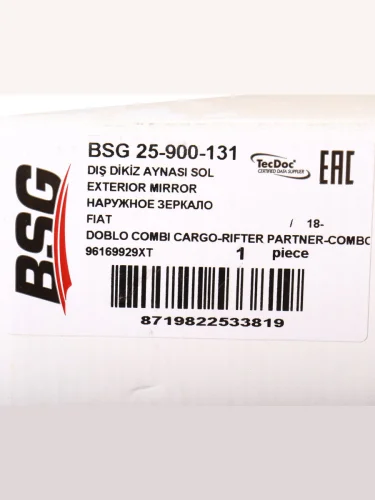 BSG
BSG 25-900-131
TecDoc
CERTIFIED DATA SUPPLIER
EAC
DIŞ DİKİZ AYNASI SOL
EXTERIOR MIRROR
НАРУЖНОЕ ЗЕРКАЛО
FIAT / 18-
DOBLO COMBI CARGO-RIFTER PARTNER-COMBO
96169929XT 1 piece
8719822533819